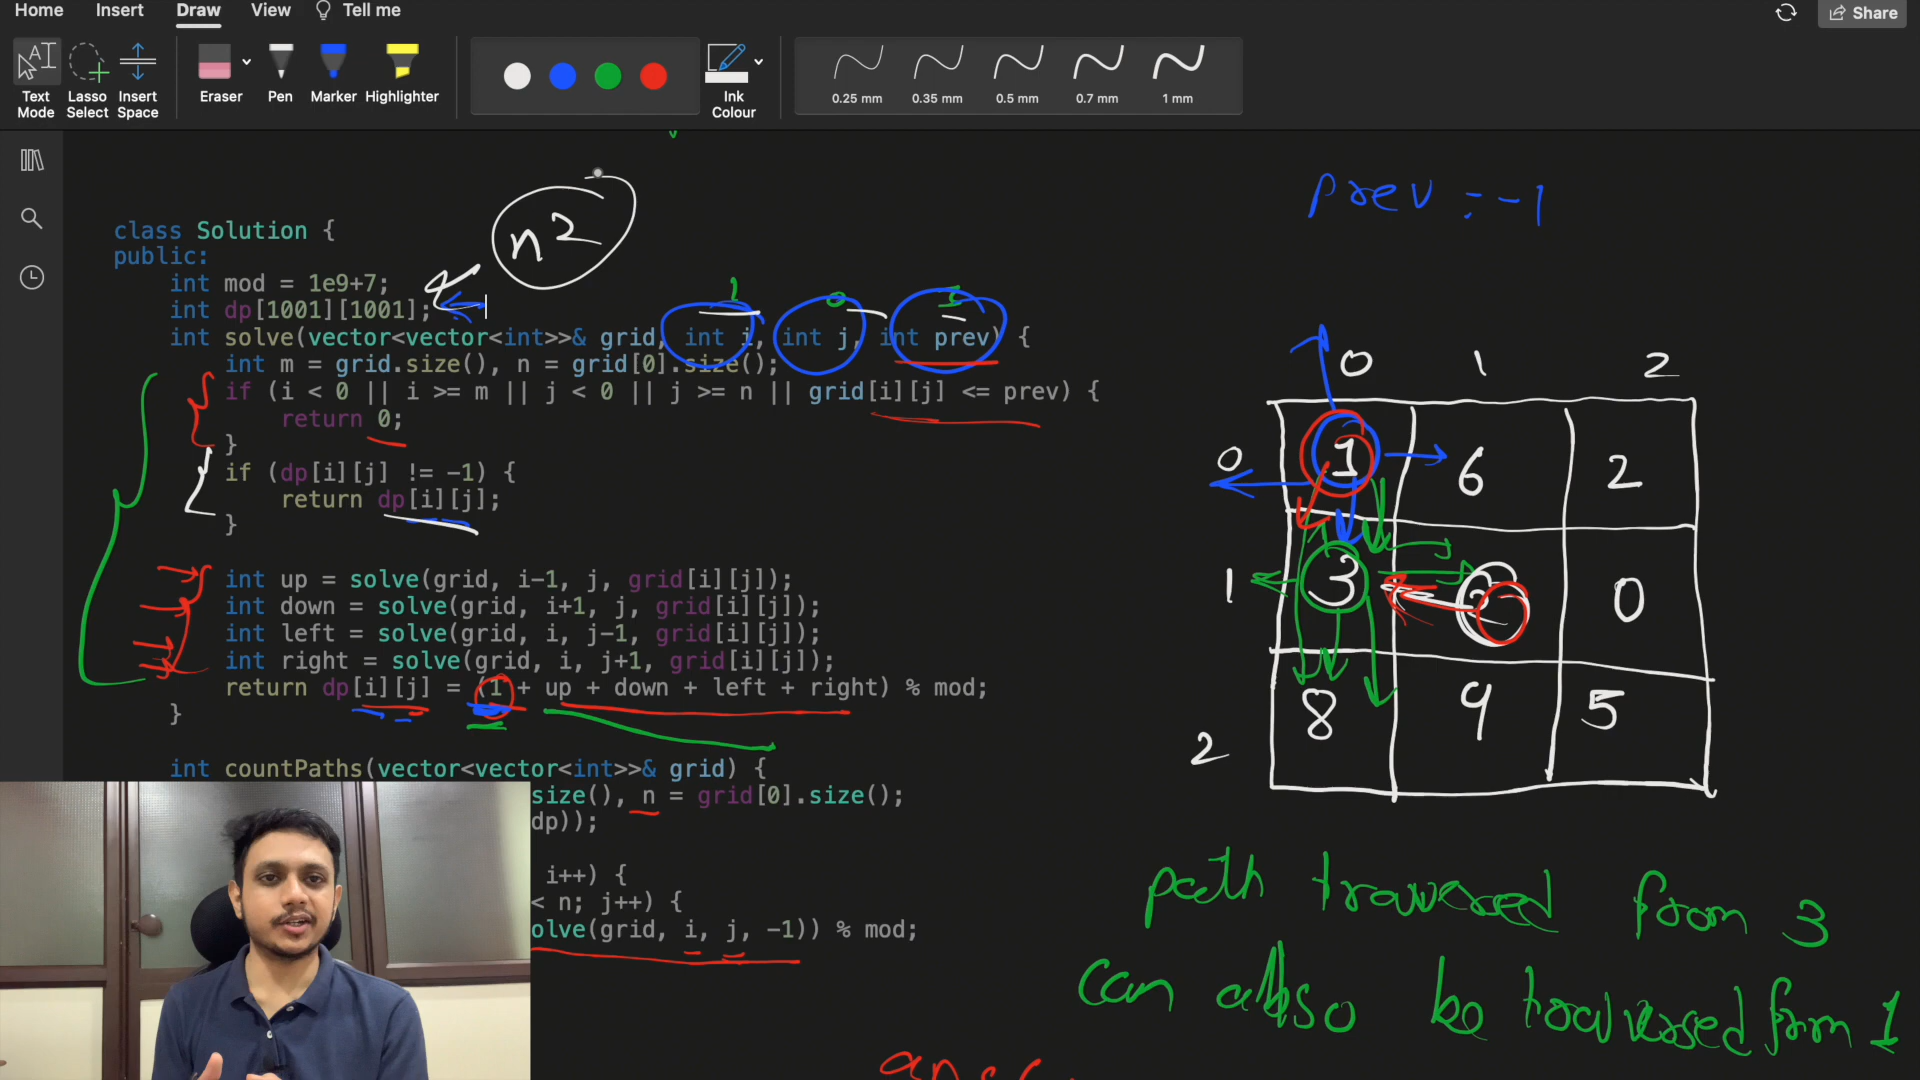 Home Insert Draw View Tell me Share
Text Mode Lasso Select Insert Space Eraser Pen Marker Highlighter Ink Colour 0.25 mm 0.35 mm 0.5 mm 0.7 mm 1 mm
prev = -1
n2
class Solution {
public:
int mod = 1e9+7;
int dp[1001][1001];
1 0
int solve(vector<vector<int>>& grid, int i, int j, int prev) {
int m = grid.size(), n = grid[0].size();
if (i < 0 || i >= m || j < 0 || j >= n || grid[i][j] <= prev) {
return 0;
}
if (dp[i][j] != -1) {
return dp[i][j];
}
int up = solve(grid, i-1, j, grid[i][j]);
int down = solve(grid, i+1, j, grid[i][j]);
int left = solve(grid, i, j-1, grid[i][j]);
int right = solve(grid, i, j+1, grid[i][j]);
return dp[i][j] = (1 + up + down + left + right) % mod;
}
int countPaths(vector<vector<int>>& grid) {
size(), n = grid[0].size();
dp));
i++) {
< n; j++) {
olve(grid, i, j, -1)) % mod;
0 1 2
0 1 6 2
1 3 0
2 8 9 5
path traversed from 3
can also be traversed from 1